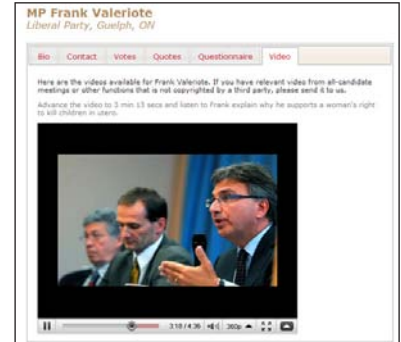 MP Frank Valeriote
Liberal Party, Guelph, ON
Bio Contact Votes Quotes Questionnaire Video
Here are the videos available for Frank Valeriote. If you have relevant video from all-candidate
meetings or other functions that is not copyrighted by a third party, please send it to us.
Advance the video to 3 min 15 secs and listen to Frank explain why he supports a women's right
to kill children in utero.
3:18 / 4:36 360p